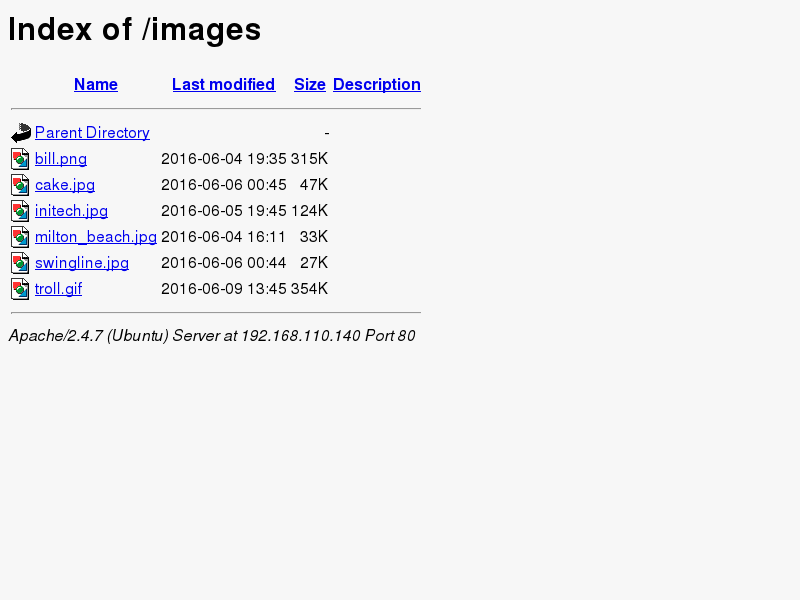 Index of /images
Name Last modified Size Description
Parent Directory -
bill.png 2016-06-04 19:35 315K
cake.jpg 2016-06-06 00:45 47K
initech.jpg 2016-06-05 19:45 124K
milton_beach.jpg 2016-06-04 16:11 33K
swingline.jpg 2016-06-06 00:44 27K
troll.gif 2016-06-09 13:45 354K
Apache/2.4.7 (Ubuntu) Server at 192.168.110.140 Port 80